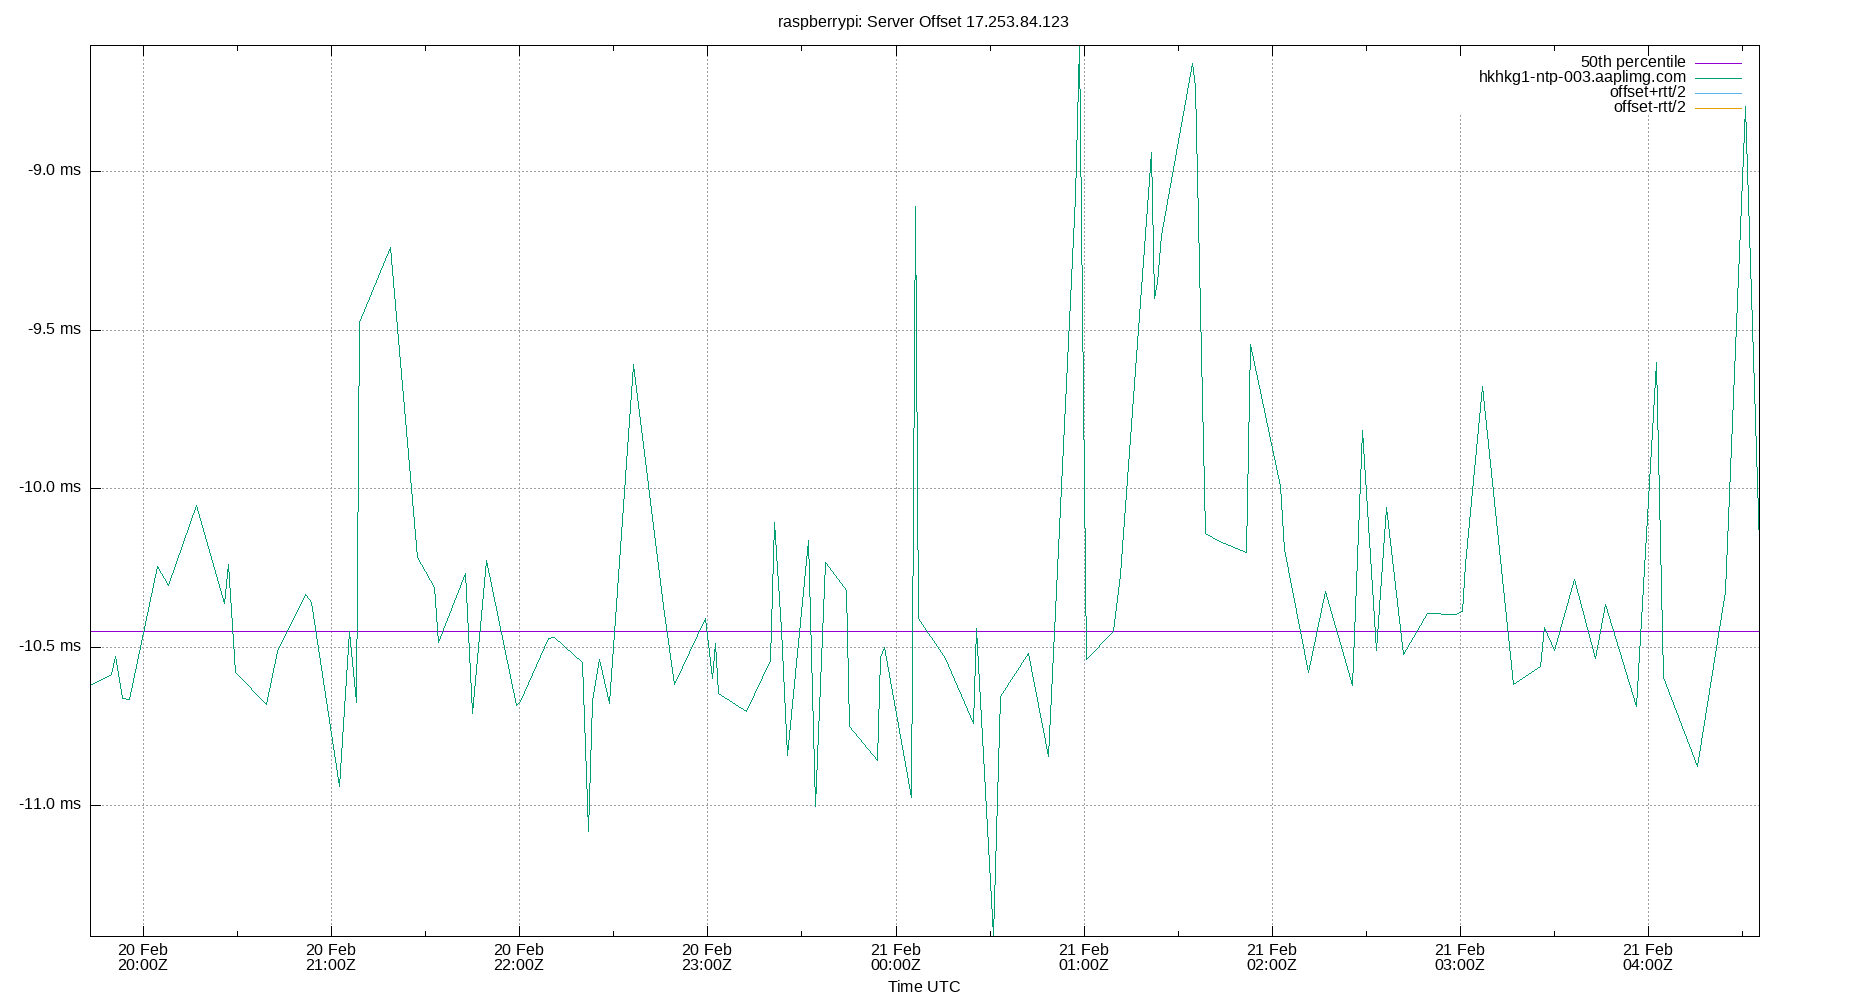 raspberrypi: Server Offset 17.253.84.123
50th percentile
hkhkg1-ntp-003.aaplimg.com
offset+rtt/2
offset-rtt/2
-9.0 ms
-9.5 ms
-10.0 ms
-10.5 ms
-11.0 ms
20 Feb 20 Feb 20 Feb 20 Feb 21 Feb 21 Feb 21 Feb 21 Feb 21 Feb
20:00Z 21:00Z 22:00Z 23:00Z 00:00Z 01:00Z 02:00Z 03:00Z 04:00Z
Time UTC